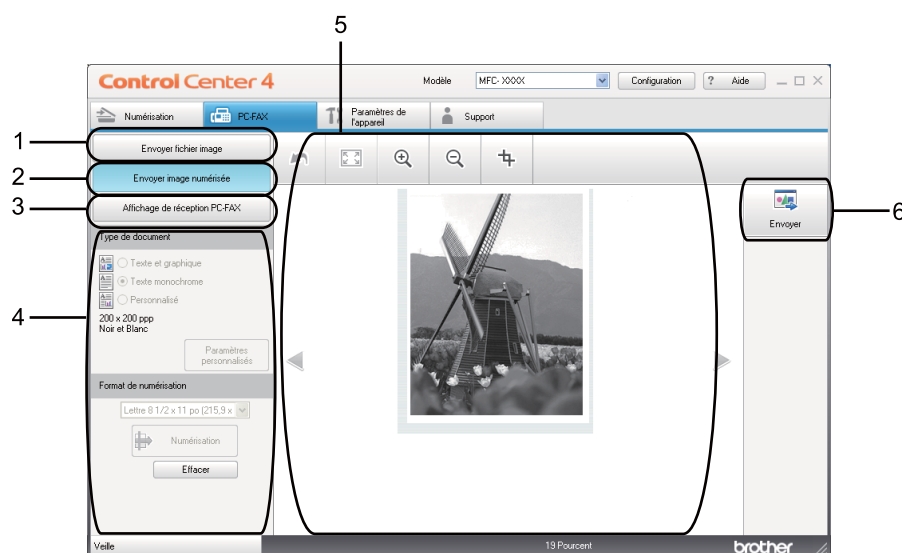 5
Control Center 4
Modèle
MFC- XXXX
Configuration
? Aide
Numérisation
PC-FAX
Paramètres de
l'appareil
Support
1
Envoyer fichier image
2
Envoyer image numérisée
3
Affichage de réception PC-FAX
6
Envoyer
Type de document
Texte et graphique
Texte monochrome
Personnalisé
4
200 x 200 ppp
Noir et Blanc
Paramètres
personnalisés
Format de numérisation
Lettre 8 1/2 x 11 po (215,9 x
Numérisation
Effacer
Veille
19 Pourcent
brother